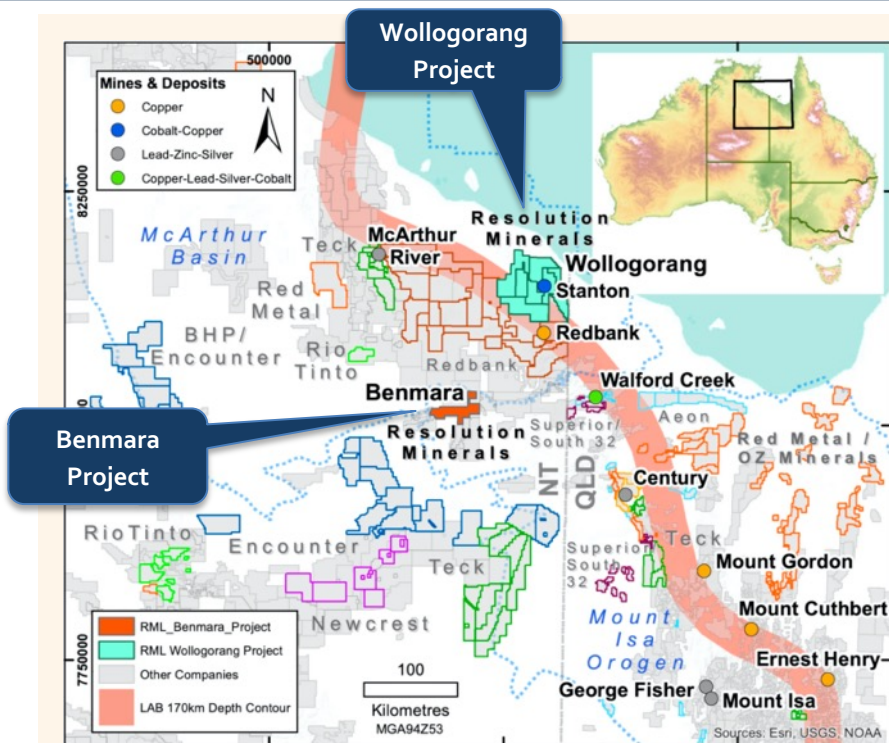 Wollogorang
Project
500000
Mines & Deposits
Copper
Cobalt-Copper
Lead-Zinc-Silver
Copper-Lead-Silver-Cobalt
N
8250000
McArthur
Basin
Teck
McArthur
River
Resolution
Minerals
Wollogorang
Stanton
Red
Metal
BHP/
Encounter
Rio
Tinto
Redbank
Redbank
Benmara
Resolution
Minerals
Walford Creek
Superior/
South 32
Aeon
Red Metal /
OZ Minerals
Benmara
Project
NT
QLD
Century
RioTinto
Encounter
Teck
Teck
Superior
South
32
Mount Gordon
Newcrest
Mount
Isa
Orogen
Mount Cuthbert
Ernest Henry
George Fisher
Mount Isa
RML_Benmara_Project
RML Wollogorang Project
Other Companies
LAB 170km Depth Contour
7750000
100
Kilometres
MGA94Z53
Sources: Esri, USGS, NOAA